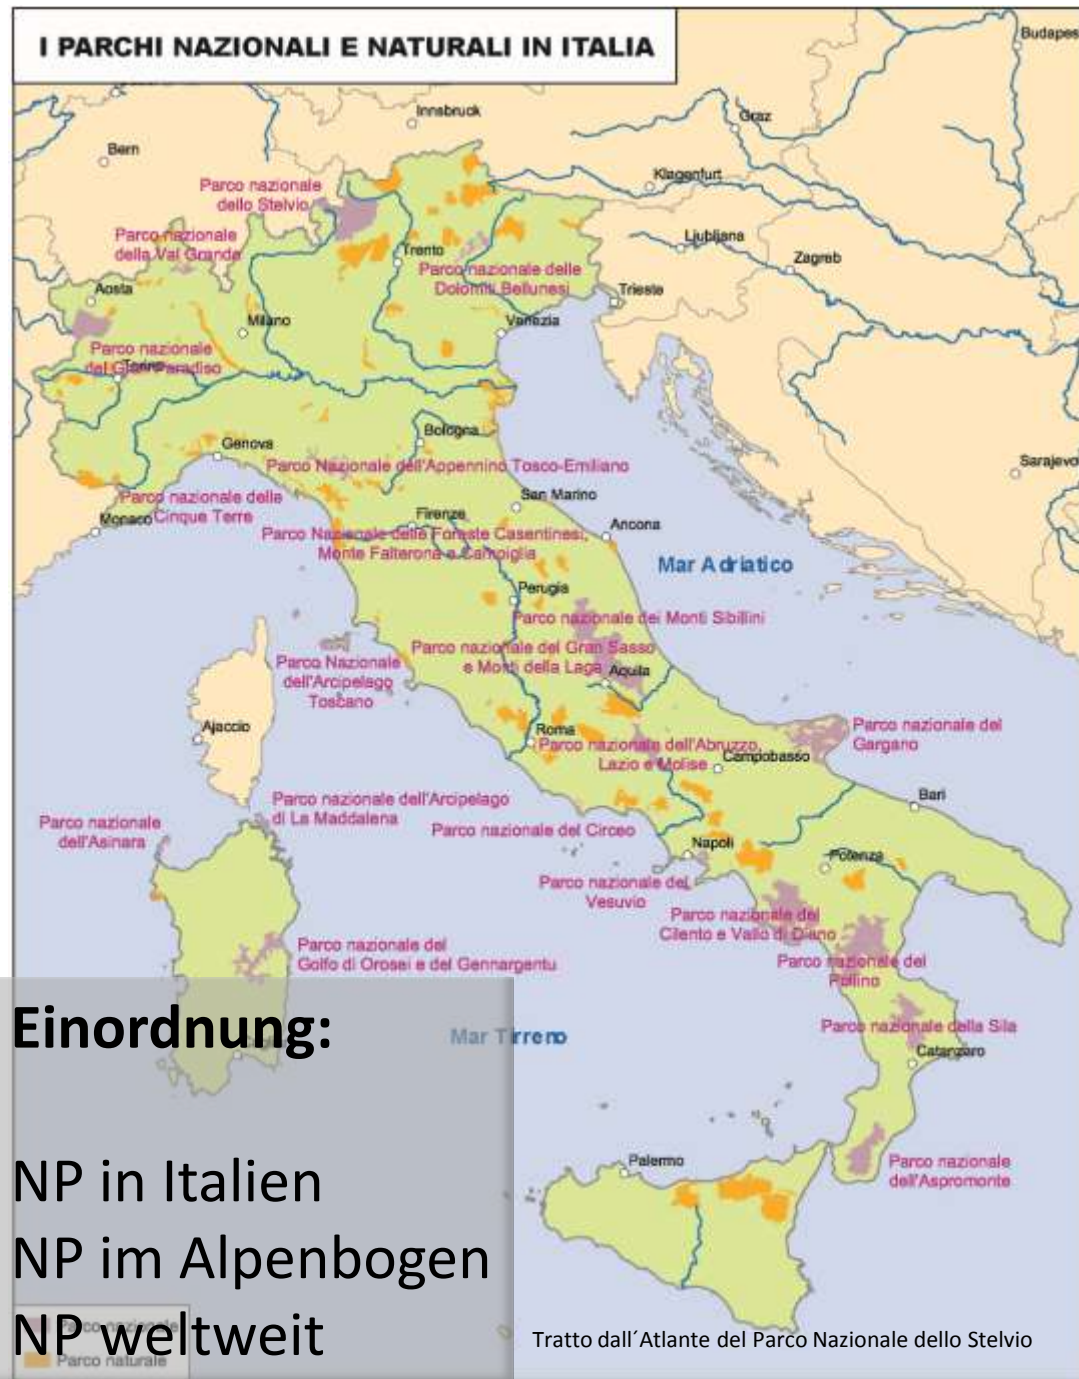 I PARCHI NAZIONALI E NATURALI IN ITALIA
Budapes
Innsbruck
Graz
Bern
Klagenfurt
Parco nazionale
dello Stelvio
Parco nazionale
della Val Grande
Trento
Ljubljana
Zagreb
Parco nazionale delle
Dolomiti Bellunesi
Trieste
Aosta
Milano
Venezia
Parco nazionale
del Gran Paradiso
Torino
Genova
Bologna
Parco Nazionale dell'Appennino Tosco-Emiliano
Sarajevo
San Marino
Parco nazionale delle
Cinque Terre
Monaco
Firenze
Ancona
Parco Nazionale delle Foreste Casentinesi,
Monte Falterona e Campiglia
Mar Adriatico
Perugia
Parco nazionale dei Monti Sibillini
Parco nazionale del Gran Sasso
e Monti della Laga
Aquila
Parco Nazionale
dell'Arcipelago
Toscano
Ajaccio
Roma
Parco nazionale dell'Abruzzo,
Lazio e Molise
Campobasso
Parco nazionale del
Gargano
Bari
Parco nazionale dell'Arcipelago
di La Maddalena
Parco nazionale
dell'Asinara
Parco nazionale del Circeo
Napoli
Potenza
Parco nazionale del
Vesuvio
Parco nazionale del
Cilento e Vallo di Diano
Parco nazionale del
Golfo di Orosei e del Gennargentu
Parco nazionale del
Pollino
Einordnung:
Mar Tirreno
Parco nazionale della Sila
Catanzaro
Palermo
Parco nazionale
dell'Aspromonte
NP in Italien
NP im Alpenbogen
NP weltweit
Parco nazionale
Parco naturale
Tratto dall´Atlante del Parco Nazionale dello Stelvio